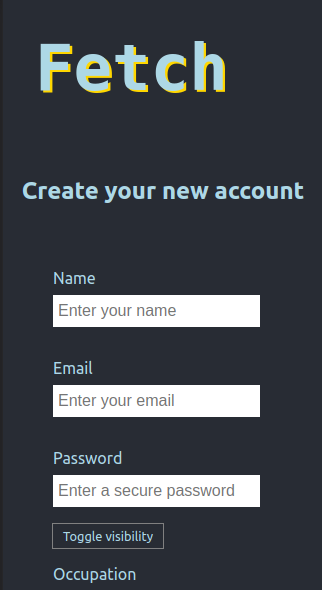 Fetch
Create your new account
Name
Enter your name
Email
Enter your email
Password
Enter a secure password
Toggle visibility
Occupation